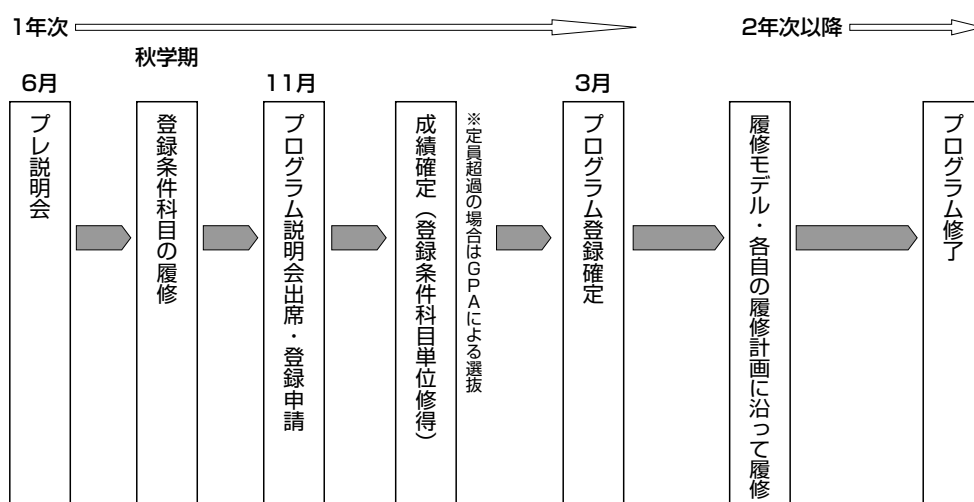 1年次
2年次以降
秋学期
6月
11月
3月
プレ説明会
登録条件科目の履修
プログラム説明会出席・登録申請
成績確定（登録条件科目単位修得）
※定員超過の場合はGPAによる選抜
プログラム登録確定
履修モデル・各自の履修計画に沿って履修
プログラム修了